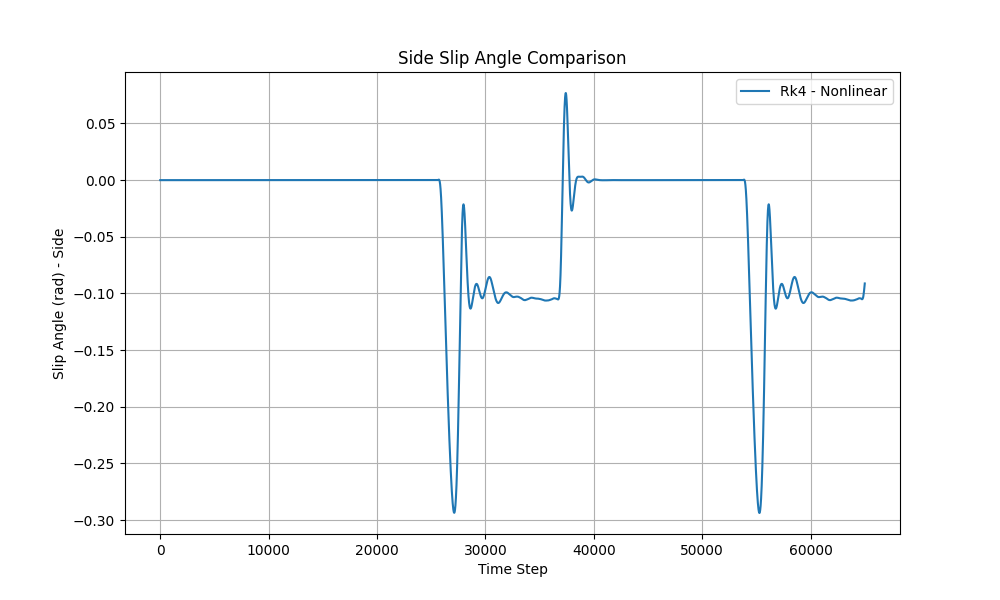 Side Slip Angle Comparison
Rk4 - Nonlinear
Slip Angle (rad) - Side
0.05
0.00
−0.05
−0.10
−0.15
−0.20
−0.25
−0.30
0 10000 20000 30000 40000 50000 60000
Time Step